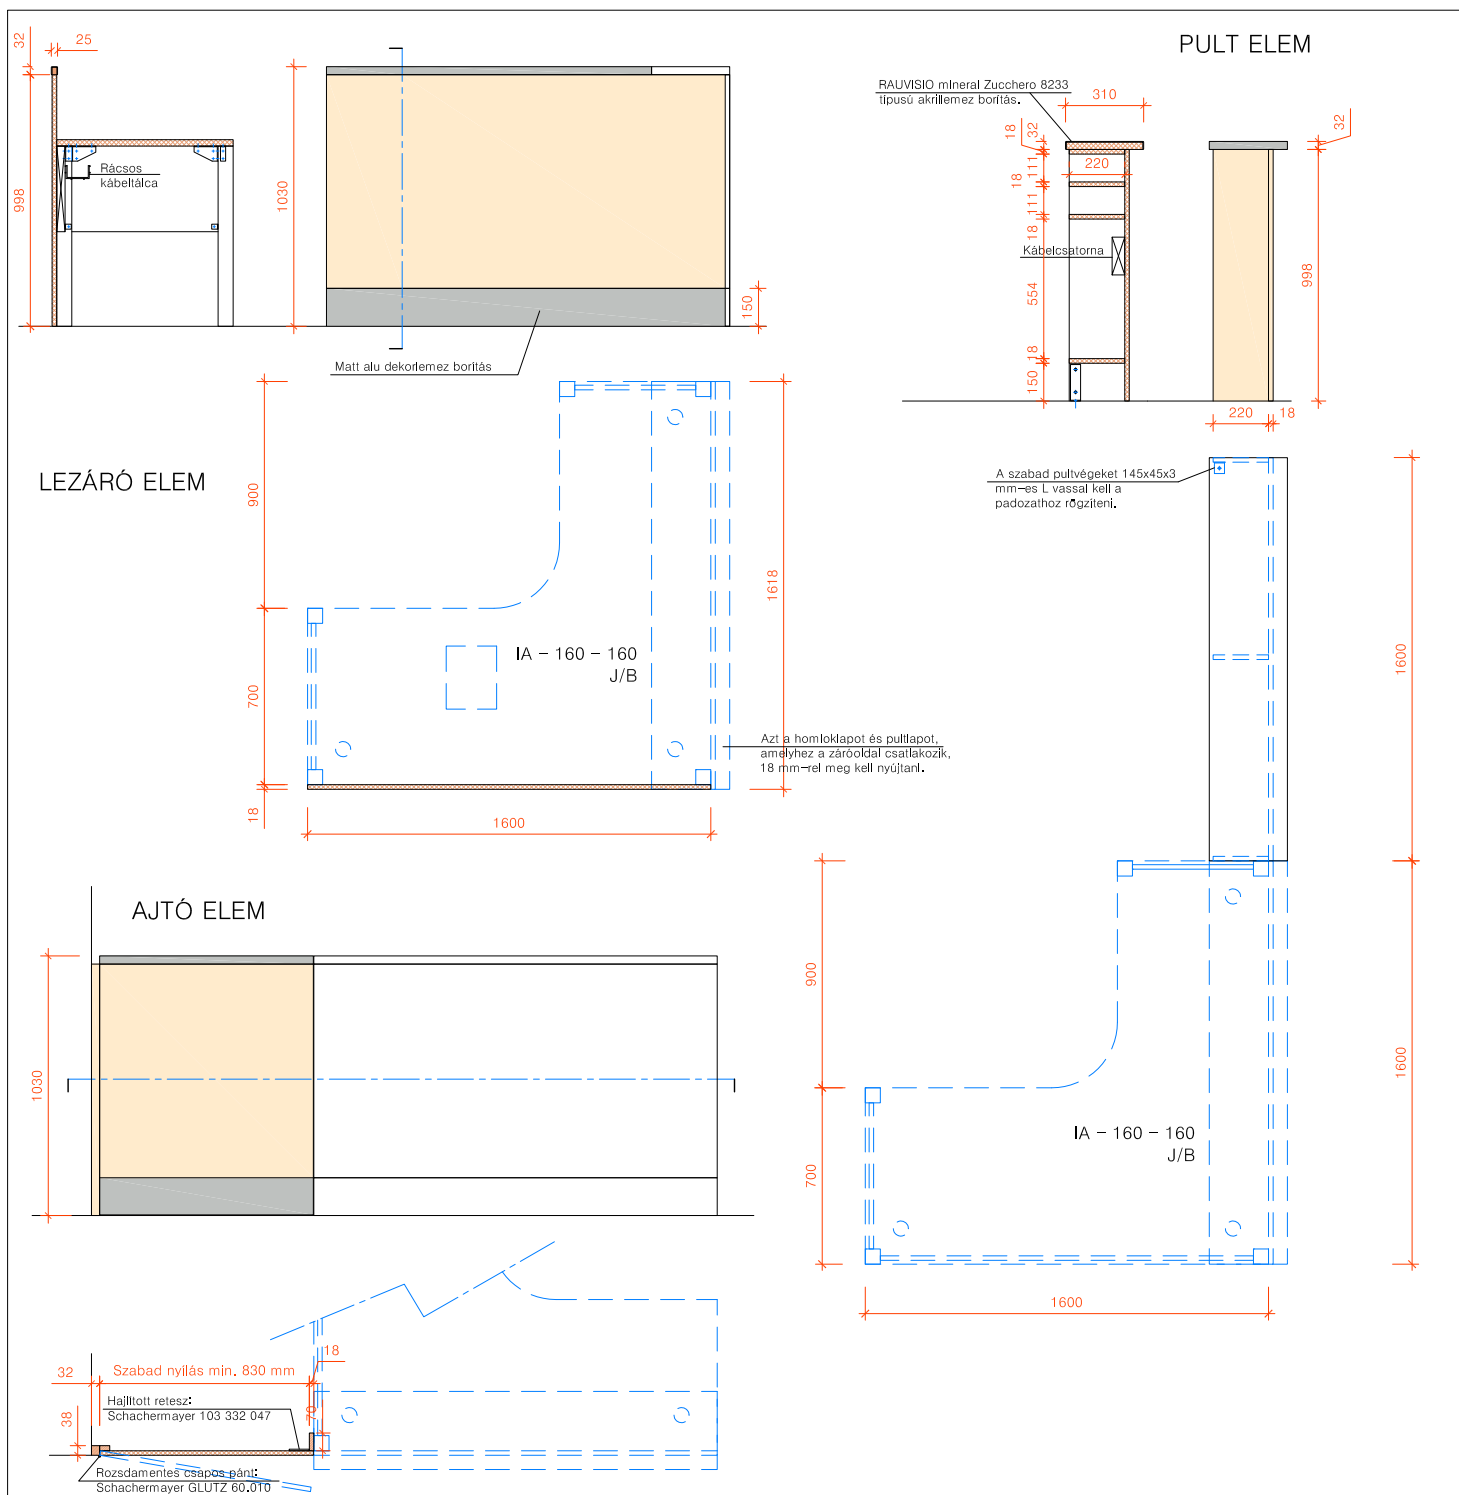 32
25
998
Rácsos
kábeltálca
1030
150
Matt alu dekorlemez borítás
PULT ELEM
RAUVISIO mineral Zucchero 8233
típusú akrillemez borítás.
310
32
18
111
18
111
18
554
18
150
220
Kábelcsatorna
32
998
220
18
LEZÁRÓ ELEM
900
700
18
1618
1600
IA – 160 – 160
J/B
Azt a homloklapot és pultlapot,
amelyhez a záróoldal csatlakozik,
18 mm–rel meg kell nyújtani.
A szabad pultvégeket 145x45x3
mm–es L vassal kell a
padozathoz rögzíteni.
1600
900
700
1600
1600
IA – 160 – 160
J/B
AJTÓ ELEM
1030
32
Szabad nyílás min. 830 mm
18
38
70
Hajlított retesz:
Schachermayer 103 332 047
Rozsdamentes csapos pánt:
Schachermayer GLUTZ 60.010